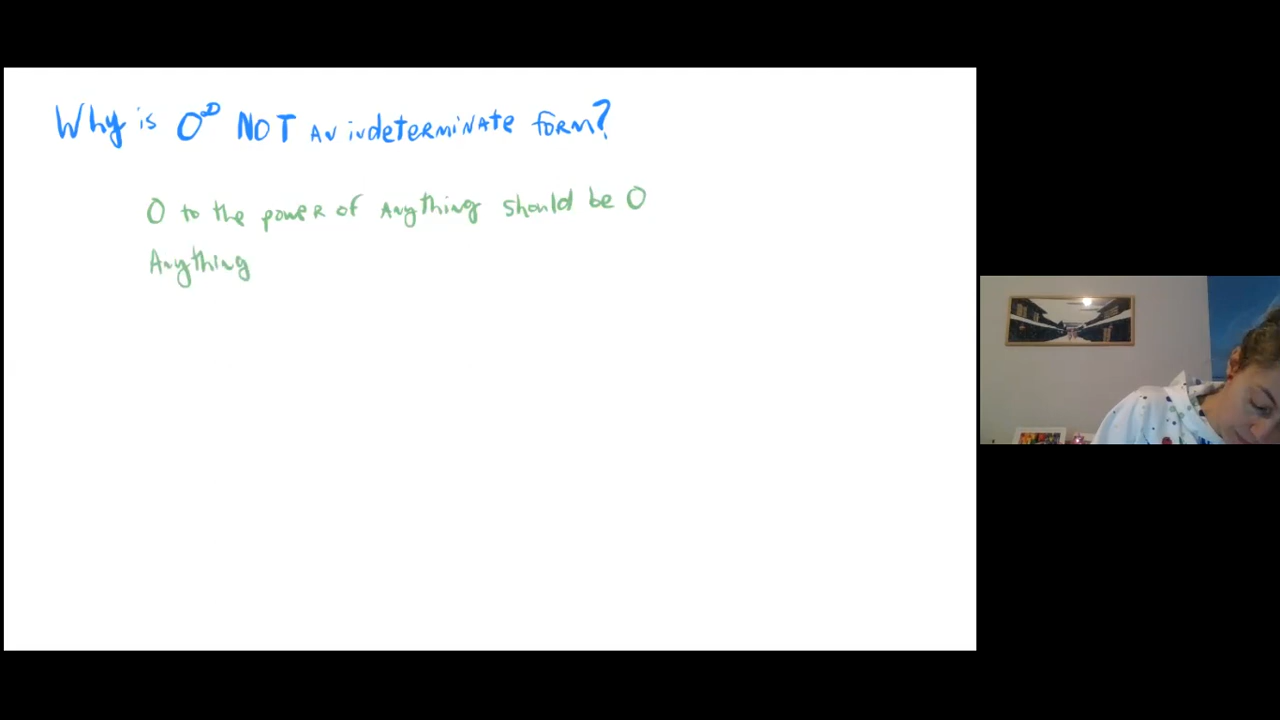 Why is 0^∞ NOT an indeterminate form?
0 to the power of anything should be 0
Anything